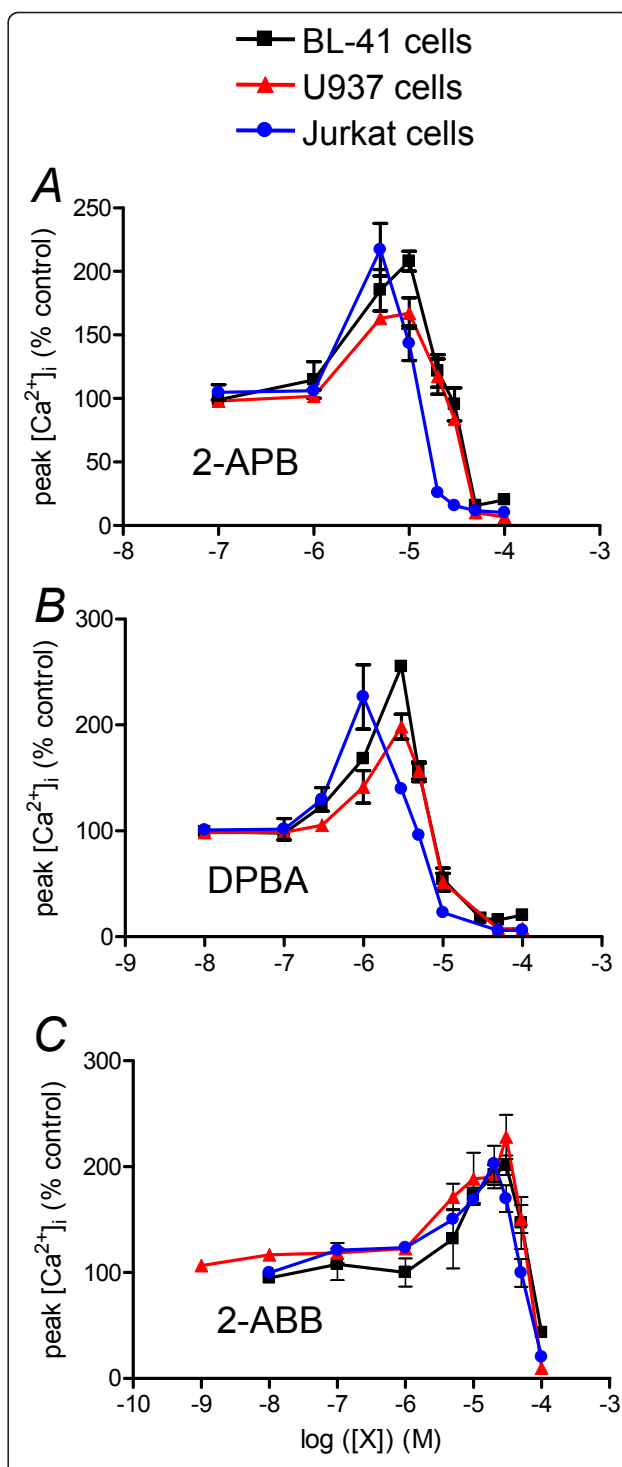 BL-41 cells
U937 cells
Jurkat cells
A
250
200
150
100
50
0
peak [Ca²⁺]ᵢ (% control)
2-APB
-8 -7 -6 -5 -4 -3
B
300
200
100
0
peak [Ca²⁺]ᵢ (% control)
DPBA
-9 -8 -7 -6 -5 -4 -3
C
300
200
100
0
peak [Ca²⁺]ᵢ (% control)
2-ABB
-10 -9 -8 -7 -6 -5 -4 -3
log ([X]) (M)